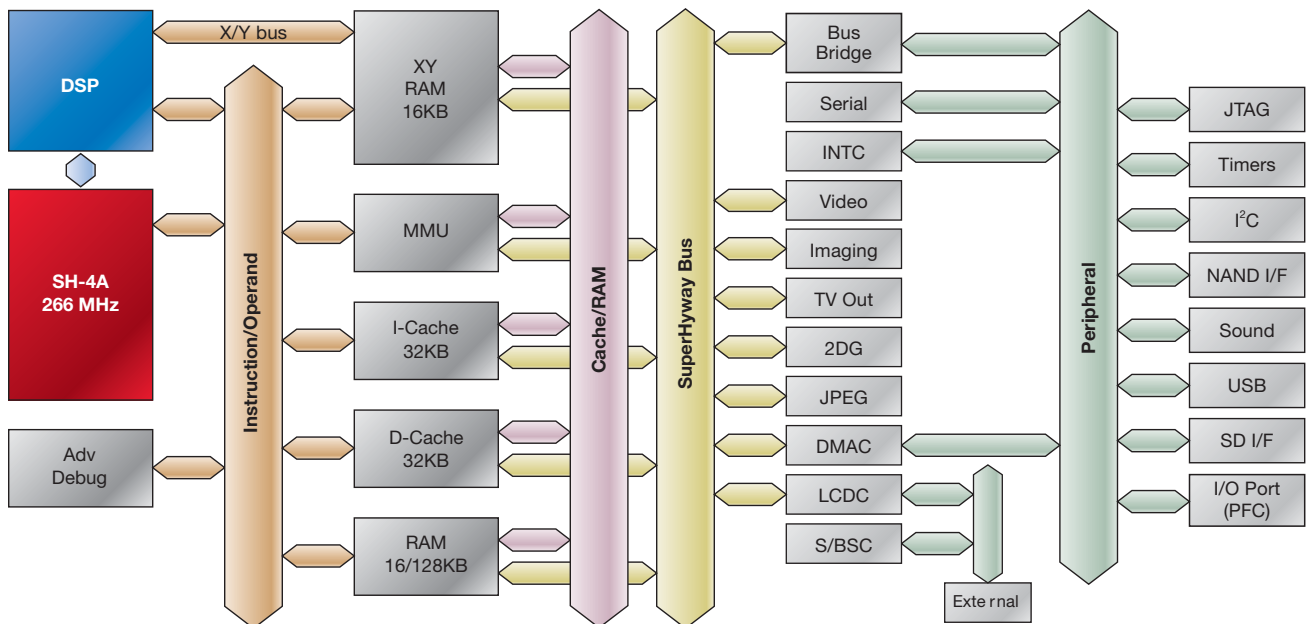 DSP
X/Y bus
SH-4A
266 MHz
Adv
Debug
Instruction/Operand
XY
RAM
16KB
MMU
I-Cache
32KB
D-Cache
32KB
RAM
16/128KB
Cache/RAM
SuperHyway Bus
Bus
Bridge
Serial
INTC
Video
Imaging
TV Out
2DG
JPEG
DMAC
LCDC
S/BSC
Exte rnal
Peripheral
JTAG
Timers
I²C
NAND I/F
Sound
USB
SD I/F
I/O Port
(PFC)